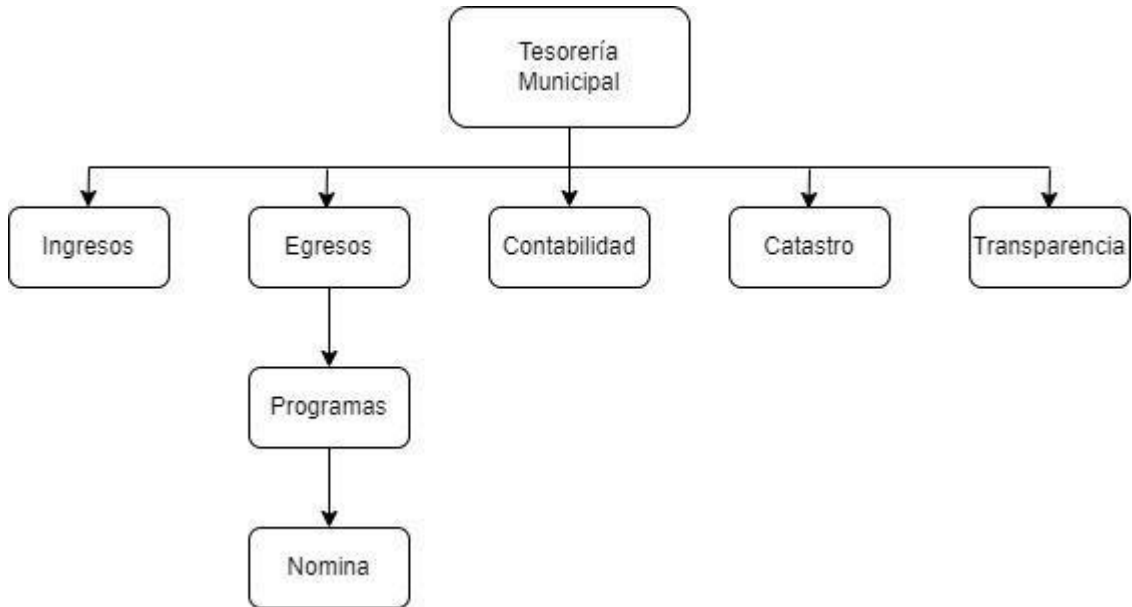 Tesorería
Municipal
Ingresos
Egresos
Contabilidad
Catastro
Transparencia
Programas
Nomina